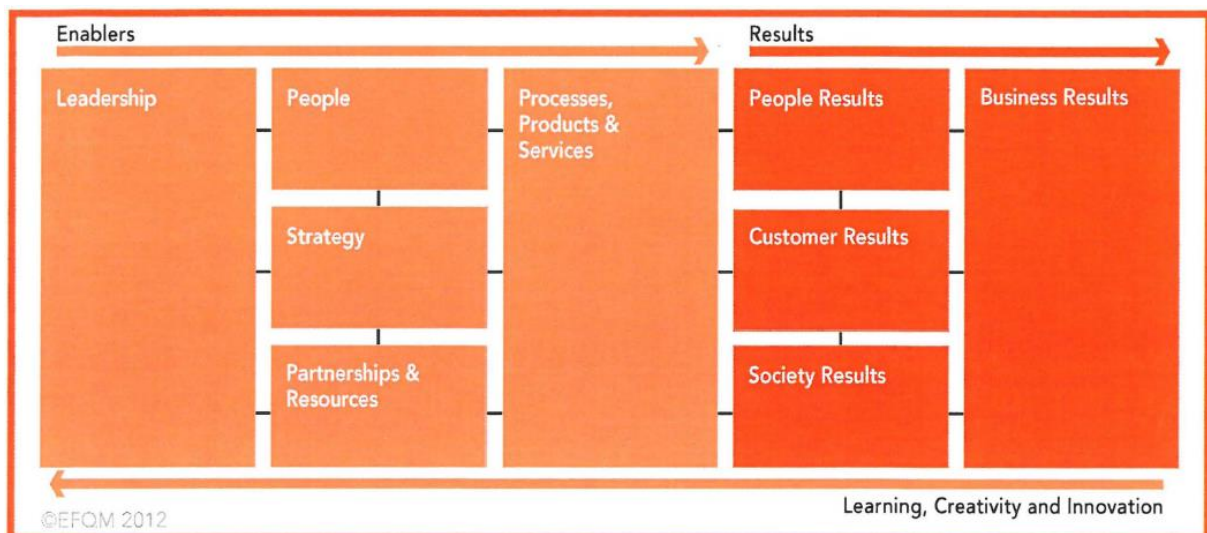 Enablers
Results
Leadership
People
Processes,
Products &
Services
People Results
Business Results
Strategy
Customer Results
Partnerships &
Resources
Society Results
Learning, Creativity and Innovation
©EFQM 2012